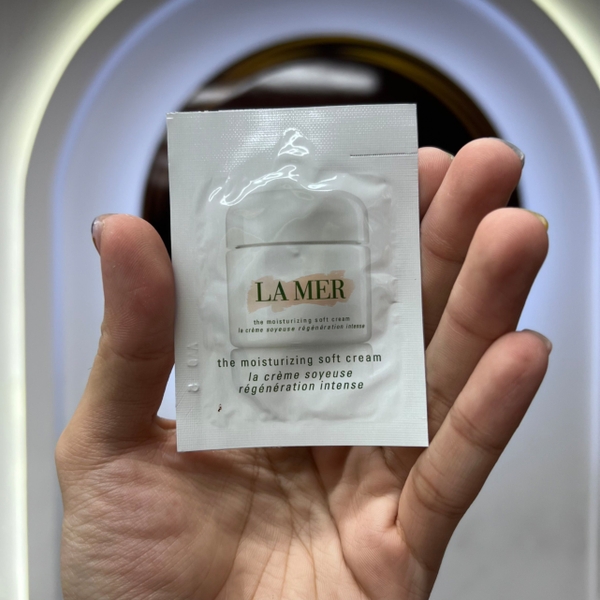 LA MER
the moisturizing soft cream
la crème soyeuse régénération intense
the moisturizing soft cream
la crème soyeuse
régénération intense